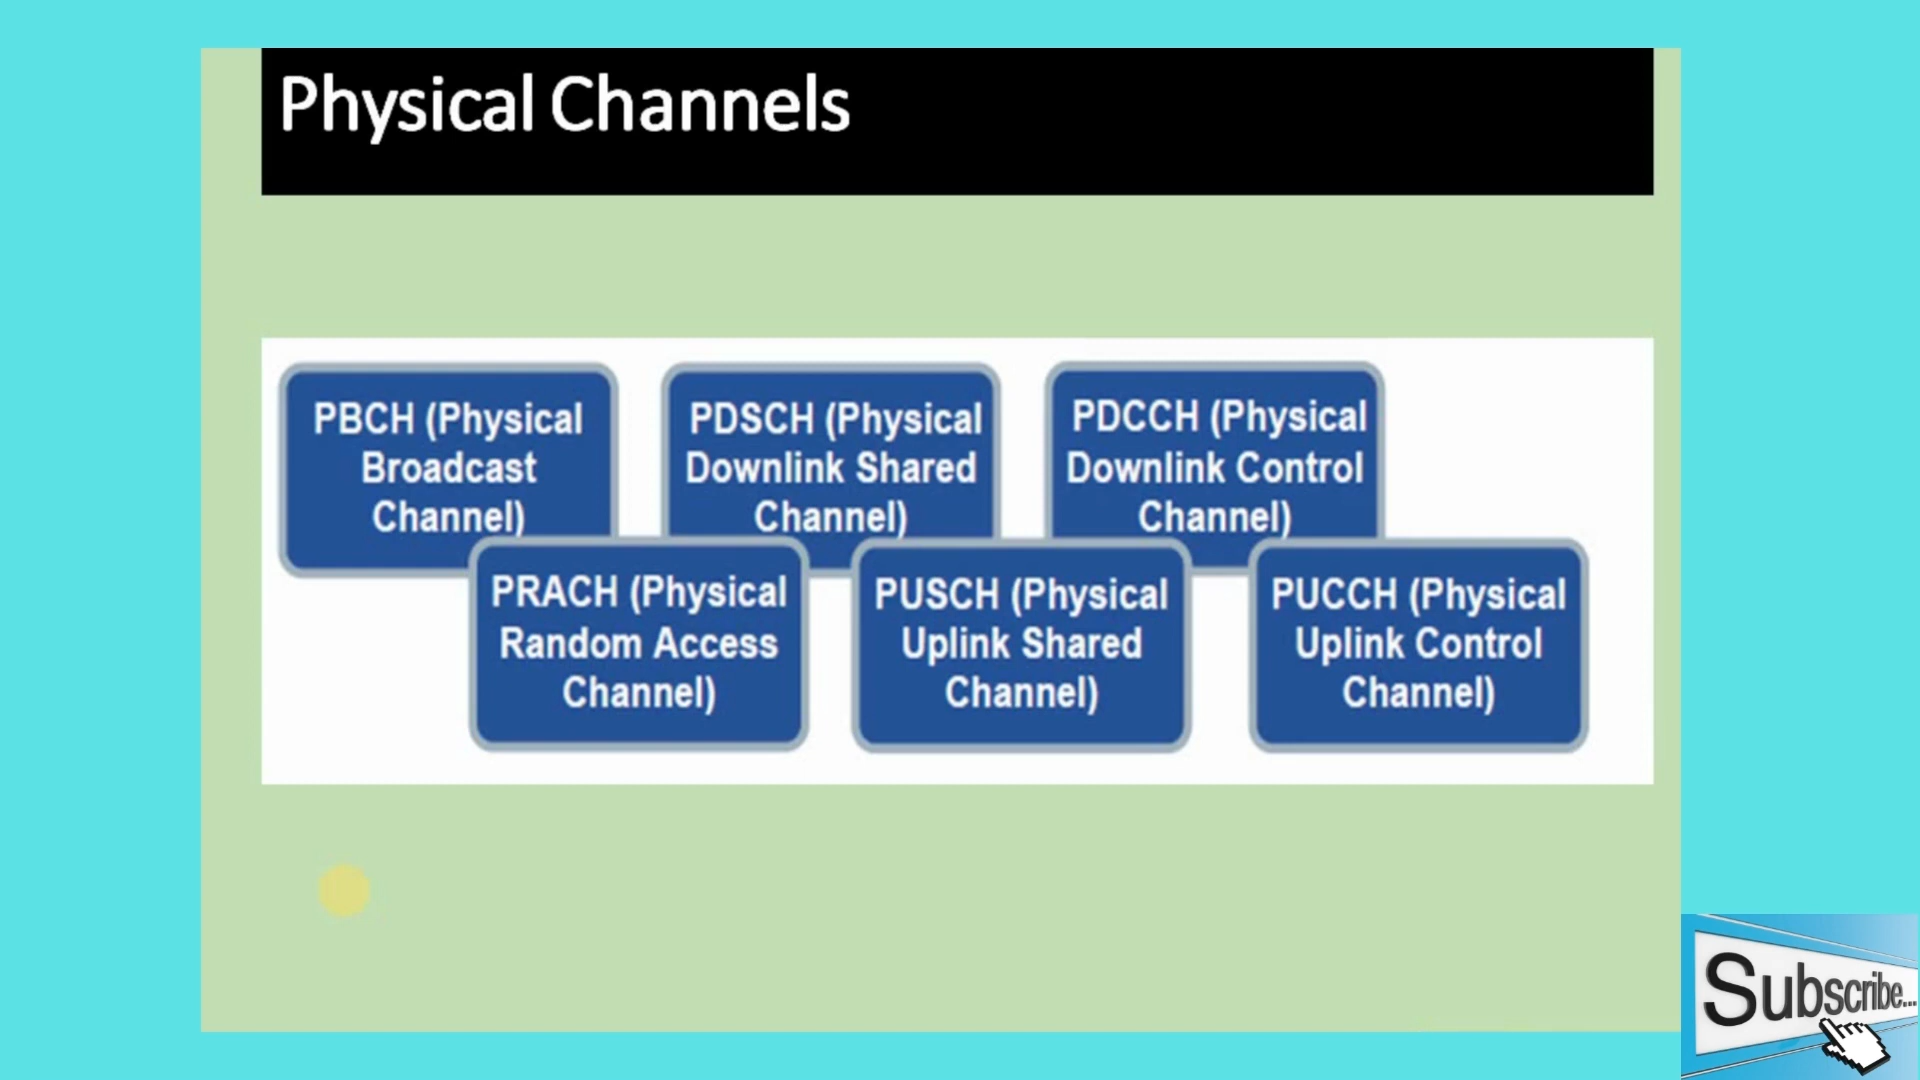 Physical Channels
PBCH (Physical
Broadcast
Channel)
PDSCH (Physical
Downlink Shared
Channel)
PDCCH (Physical
Downlink Control
Channel)
PRACH (Physical
Random Access
Channel)
PUSCH (Physical
Uplink Shared
Channel)
PUCCH (Physical
Uplink Control
Channel)
Subscribe...